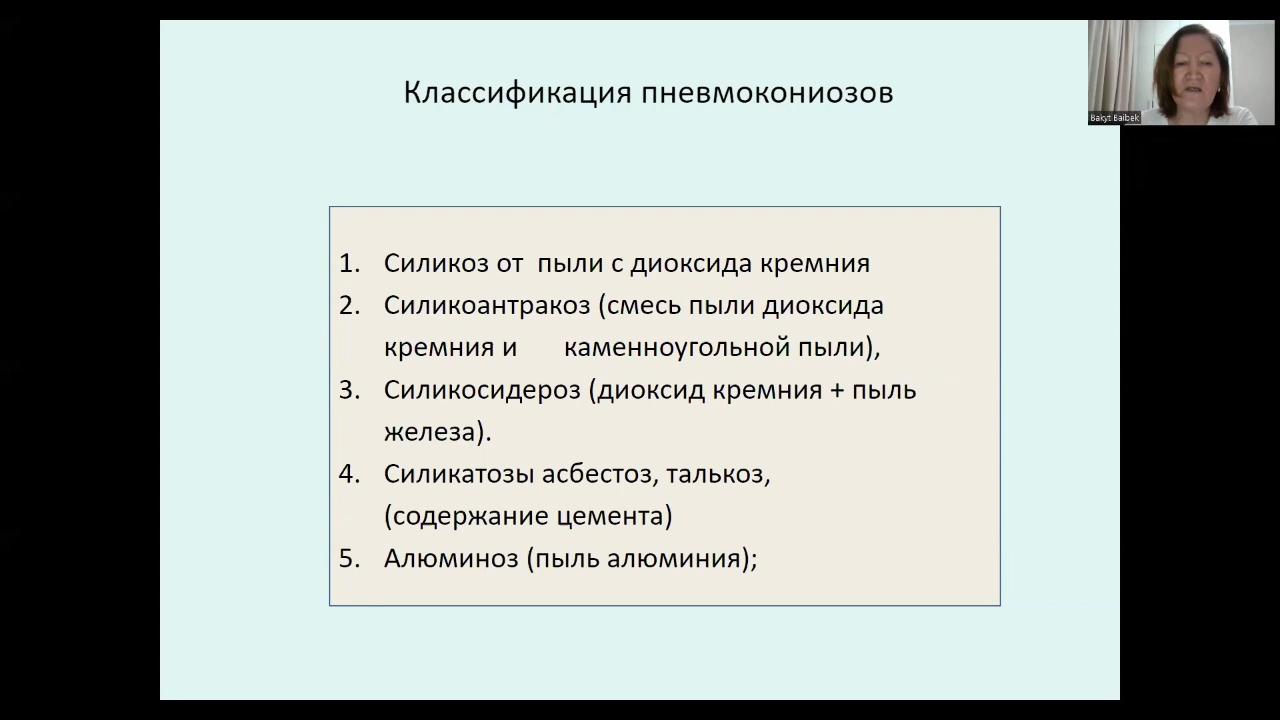 Классификация пневмокониозов
Bakyt Baibek
1. Силикоз от пыли с диоксида кремния
2. Силикоантракоз (смесь пыли диоксида
кремния и каменноугольной пыли),
3. Силикосидероз (диоксид кремния + пыль
железа).
4. Силикатозы асбестоз, талькоз,
(содержание цемента)
5. Алюминоз (пыль алюминия);